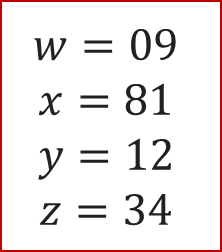 w = 09
x = 81
y = 12
z = 34